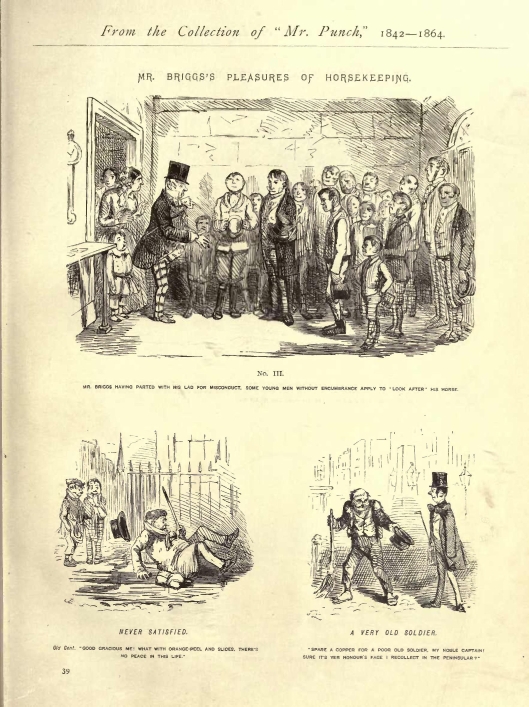 From the Collection of "Mr. Punch," 1842—1864.
MR. BRIGGS'S PLEASURES OF HORSEKEEPING.
No. III.
MR. BRIGGS HAVING PARTED WITH HIS LAD FOR MISCONDUCT, SOME YOUNG MEN WITHOUT ENCUMBRANCE APPLY TO "LOOK AFTER" HIS HORSE.
NEVER SATISFIED.
Old Gent. "GOOD GRACIOUS ME! WHAT WITH ORANGE-PEEL AND SLIDES, THERE'S
NO PEACE IN THIS LIFE."
A VERY OLD SOLDIER.
"SPARE A COPPER FOR A POOR OLD SOLDIER, MY NOBLE CAPTAIN!
SURE IT'S YER HONOUR'S FACE I RECOLLECT IN THE PENINSULAR?"
39